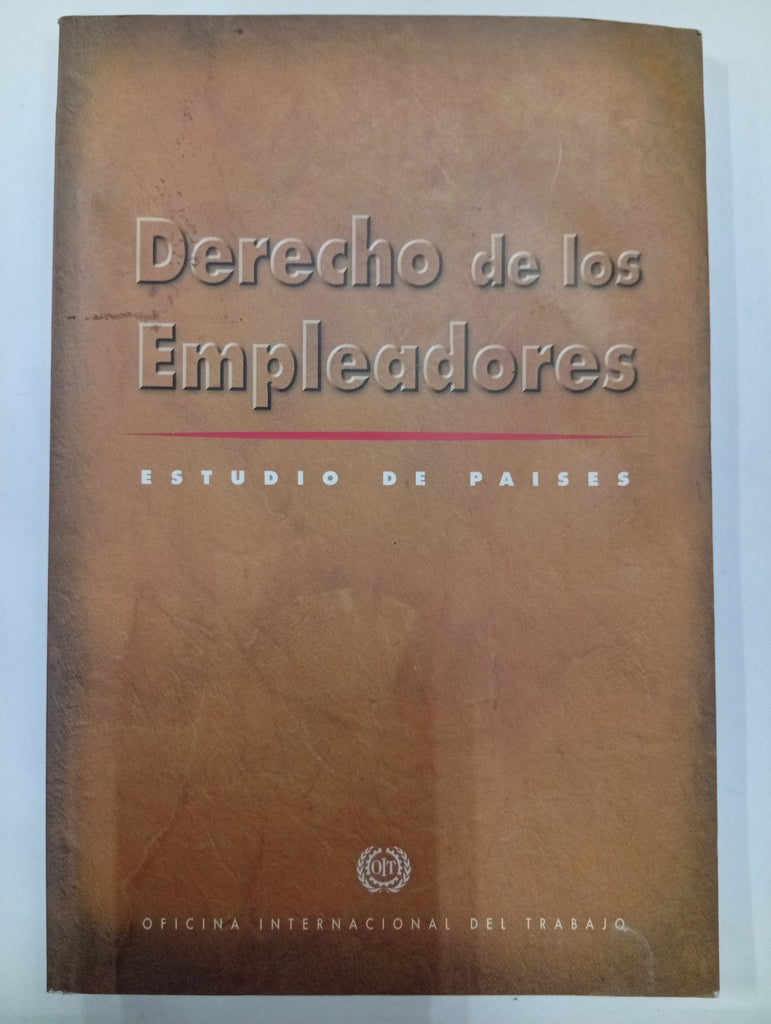 Derecho de los
Empleadores
ESTUDIO DE PAISES
OIT
OFICINA INTERNACIONAL DEL TRABAJO